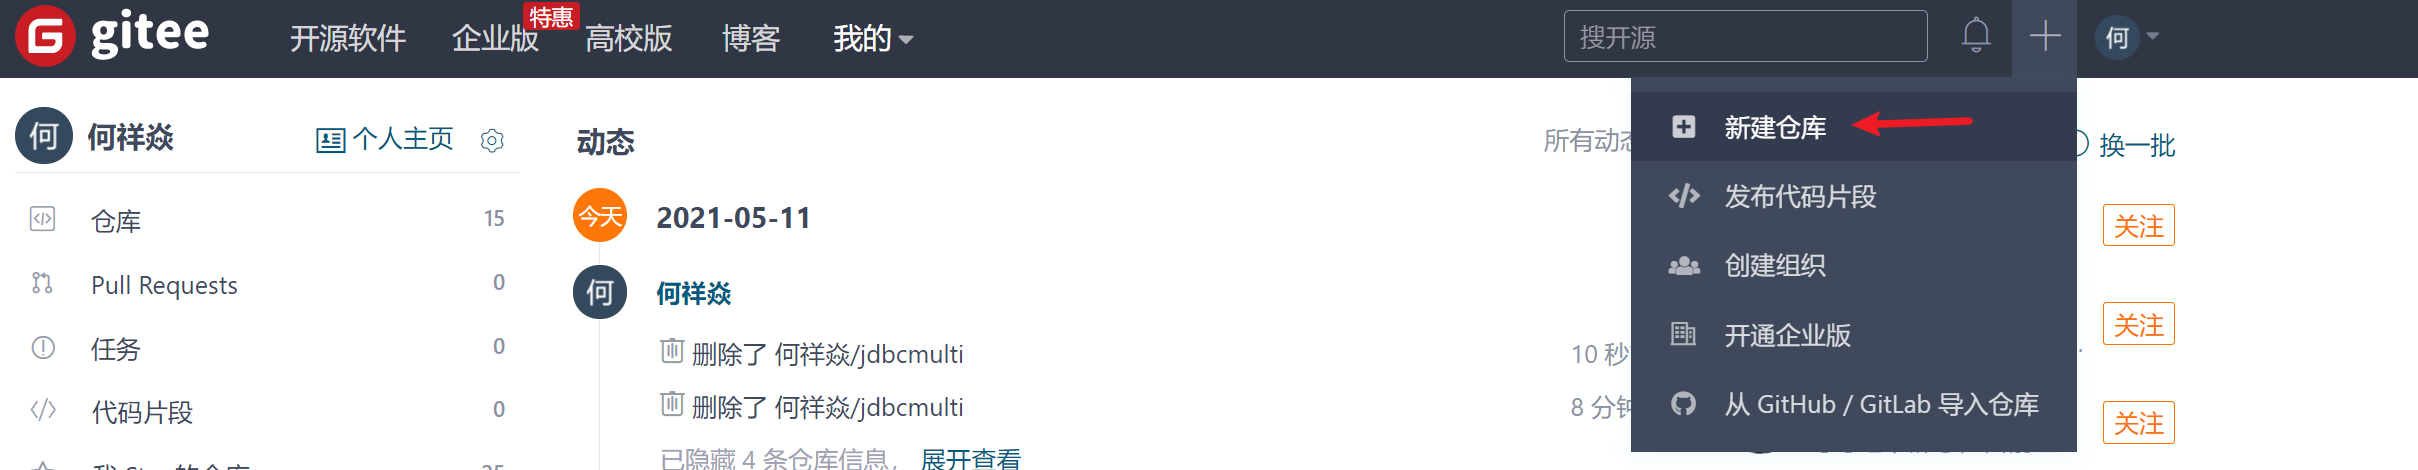 gitee 开源软件 企业版 特惠 高校版 博客 我的 搜开源 何
何 何祥焱 个人主页
仓库 15
Pull Requests 0
任务 0
代码片段 0
动态 所有动态
今天 2021-05-11
何 何祥焱
删除了 何祥焱/jdbcmulti 10 秒
删除了 何祥焱/jdbcmulti 8 分钟
已隐藏 4 条仓库信息， 展开查看
新建仓库
发布代码片段
创建组织
开通企业版
从 GitHub / GitLab 导入仓库
换一批
关注
关注
关注